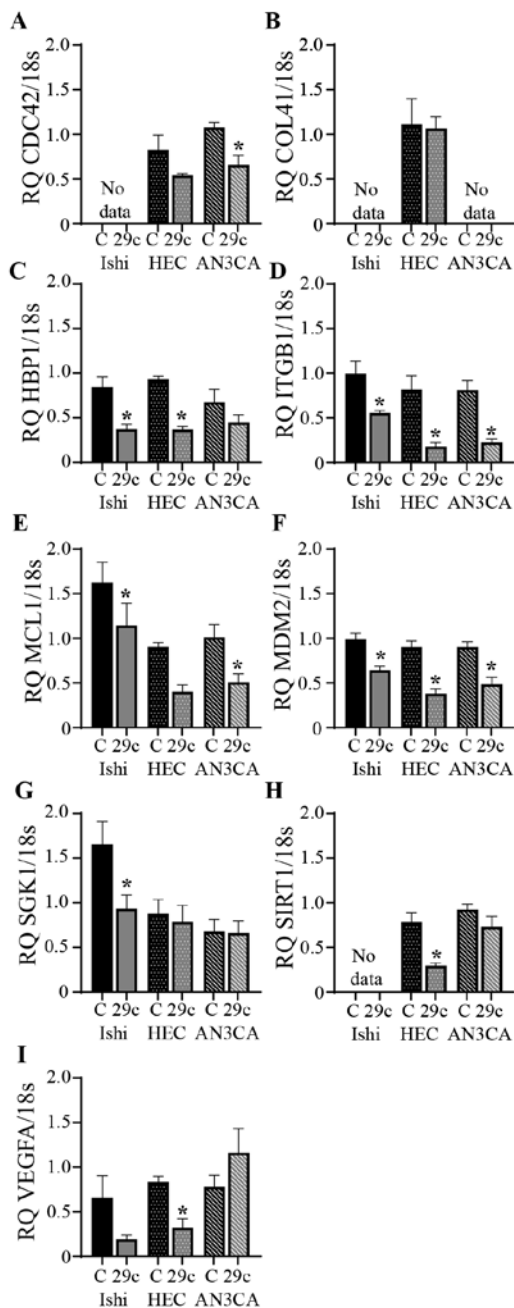 A
RQ CDC42/18s
2.0
1.5
1.0
0.5
0
No
data
*
C 29c C 29c C 29c
Ishi HEC AN3CA
B
RQ COL41/18s
2.0
1.5
1.0
0.5
0
No
data
No
data
C 29c C 29c C 29c
Ishi HEC AN3CA
C
RQ HBP1/18s
2.0
1.5
1.0
0.5
0
* *
C 29c C 29c C 29c
Ishi HEC AN3CA
D
RQ ITGB1/18s
2.0
1.5
1.0
0.5
0
* * *
C 29c C 29c C 29c
Ishi HEC AN3CA
E
RQ MCL1/18s
2.0
1.5
1.0
0.5
0
* *
C 29c C 29c C 29c
Ishi HEC AN3CA
F
RQ MDM2/18s
2.0
1.5
1.0
0.5
0
* * *
C 29c C 29c C 29c
Ishi HEC AN3CA
G
RQ SGK1/18s
2.0
1.5
1.0
0.5
0
*
C 29c C 29c C 29c
Ishi HEC AN3CA
H
RQ SIRT1/18s
2.0
1.5
1.0
0.5
0
No
data
*
C 29c C 29c C 29c
Ishi HEC AN3CA
I
RQ VEGFA/18s
2.0
1.5
1.0
0.5
0
*
C 29c C 29c C 29c
Ishi HEC AN3CA